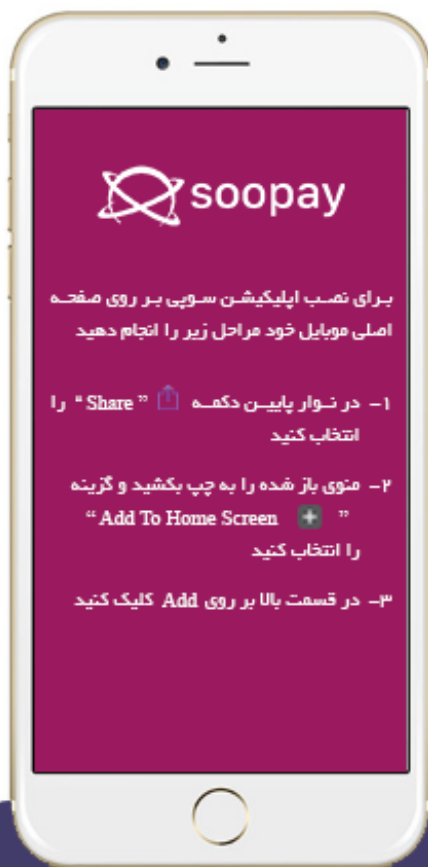 soopay
برای نصب اپلیکیشن سوپی بر روی صفحه
اصلی موبایل خود مراحل زیر را انجام دهید
۱- در نوار پایین دکمه "Share" را
انتخاب کنید
۲- منوی باز شده را به چپ بکشید و گزینه
"Add To Home Screen"
را انتخاب کنید
۳- در قسمت بالا بر روی Add کلیک کنید